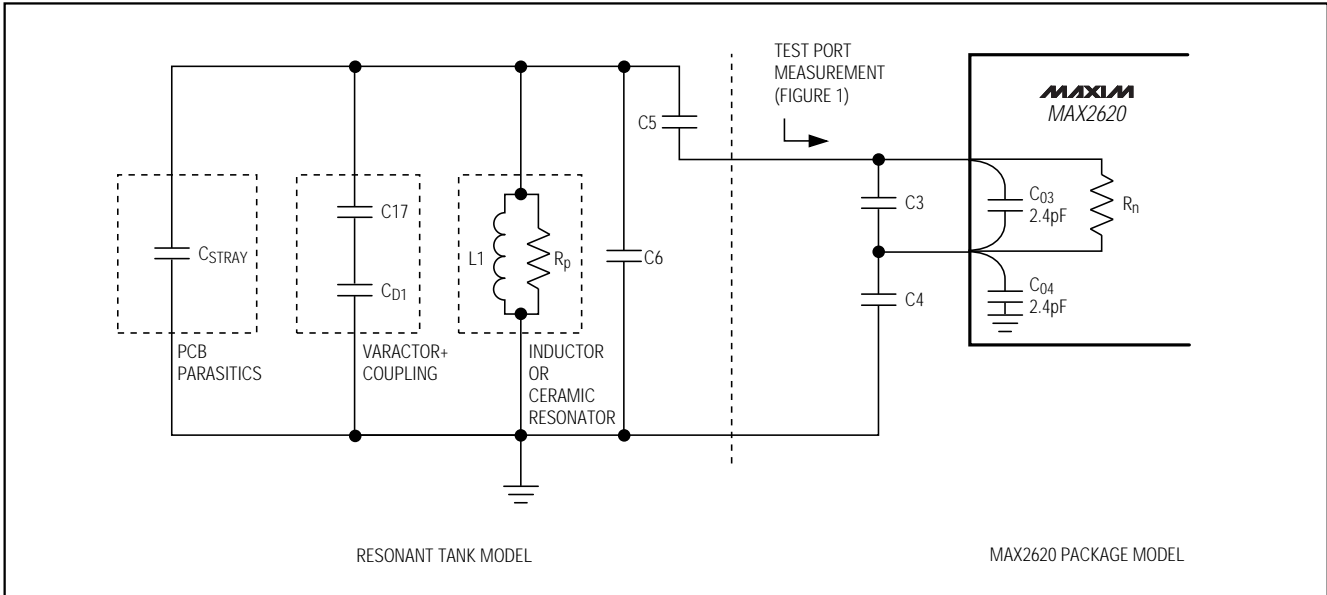 TEST PORT
MEASUREMENT
(FIGURE 1)
MAXIM
MAX2620
C5
C03
2.4pF
Rn
C3
C17
CSTRAY
L1
Rp
C6
CD1
C4
C04
2.4pF
PCB
PARASITICS
VARACTOR+
COUPLING
INDUCTOR
OR
CERAMIC
RESONATOR
RESONANT TANK MODEL
MAX2620 PACKAGE MODEL